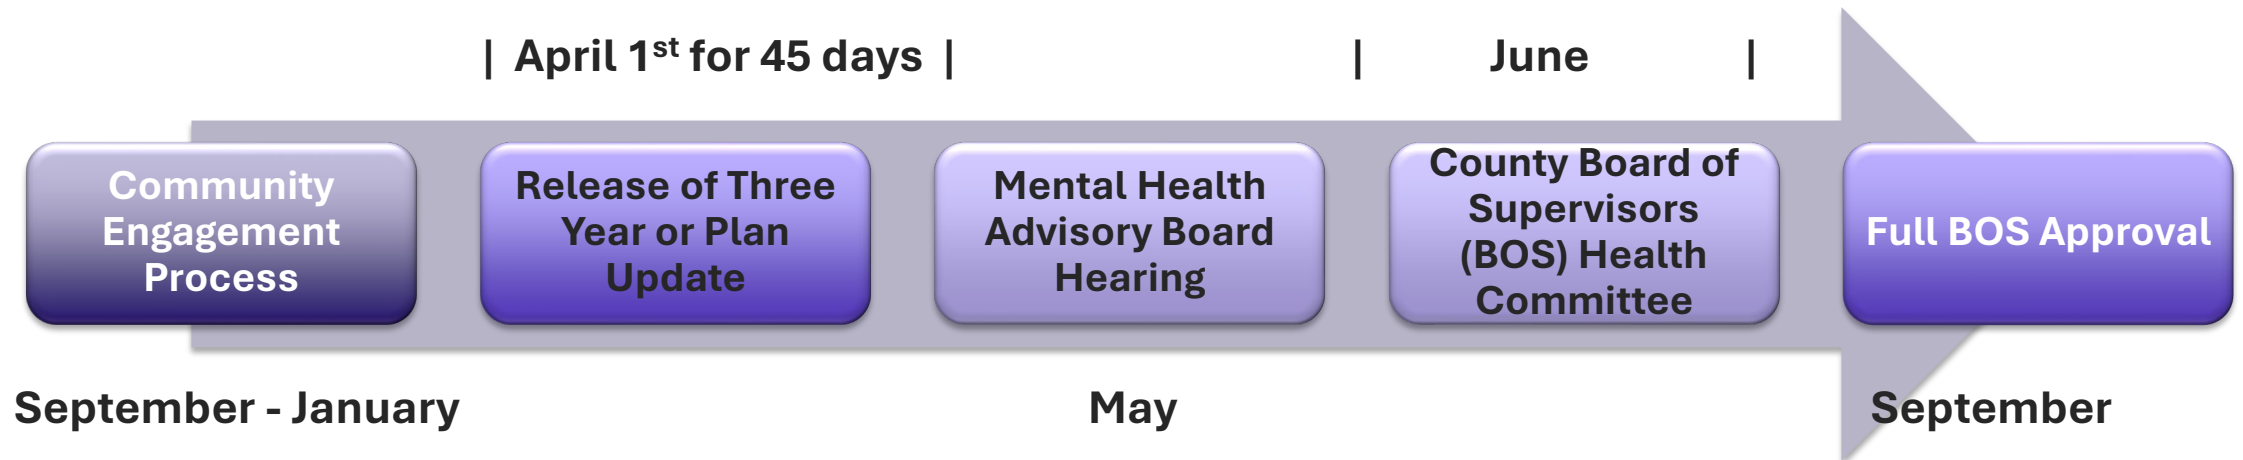 | April 1st for 45 days |
| June |
Community
Engagement
Process
Release of Three
Year or Plan
Update
Mental Health
Advisory Board
Hearing
County Board of
Supervisors
(BOS) Health
Committee
Full BOS Approval
September - January
May
September